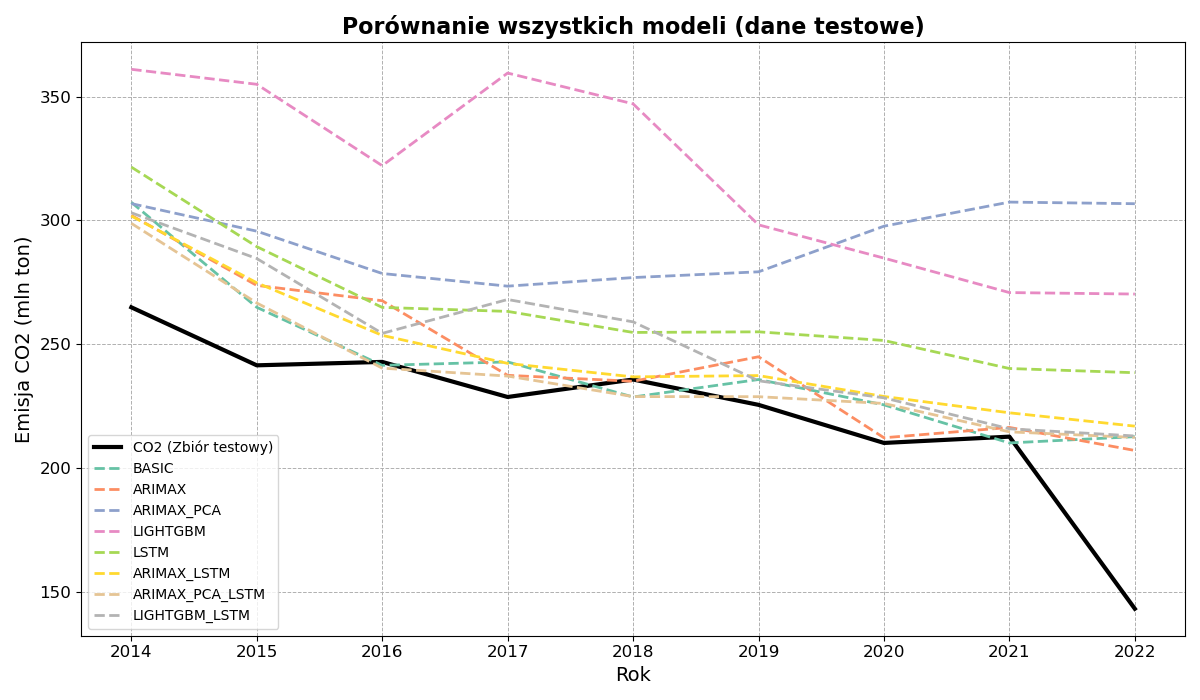 Porównanie wszystkich modeli (dane testowe)
Emisja CO2 (mln ton)
350
300
250
200
150
CO2 (Zbiór testowy)
BASIC
ARIMAX
ARIMAX_PCA
LIGHTGBM
LSTM
ARIMAX_LSTM
ARIMAX_PCA_LSTM
LIGHTGBM_LSTM
2014 2015 2016 2017 2018 2019 2020 2021 2022
Rok